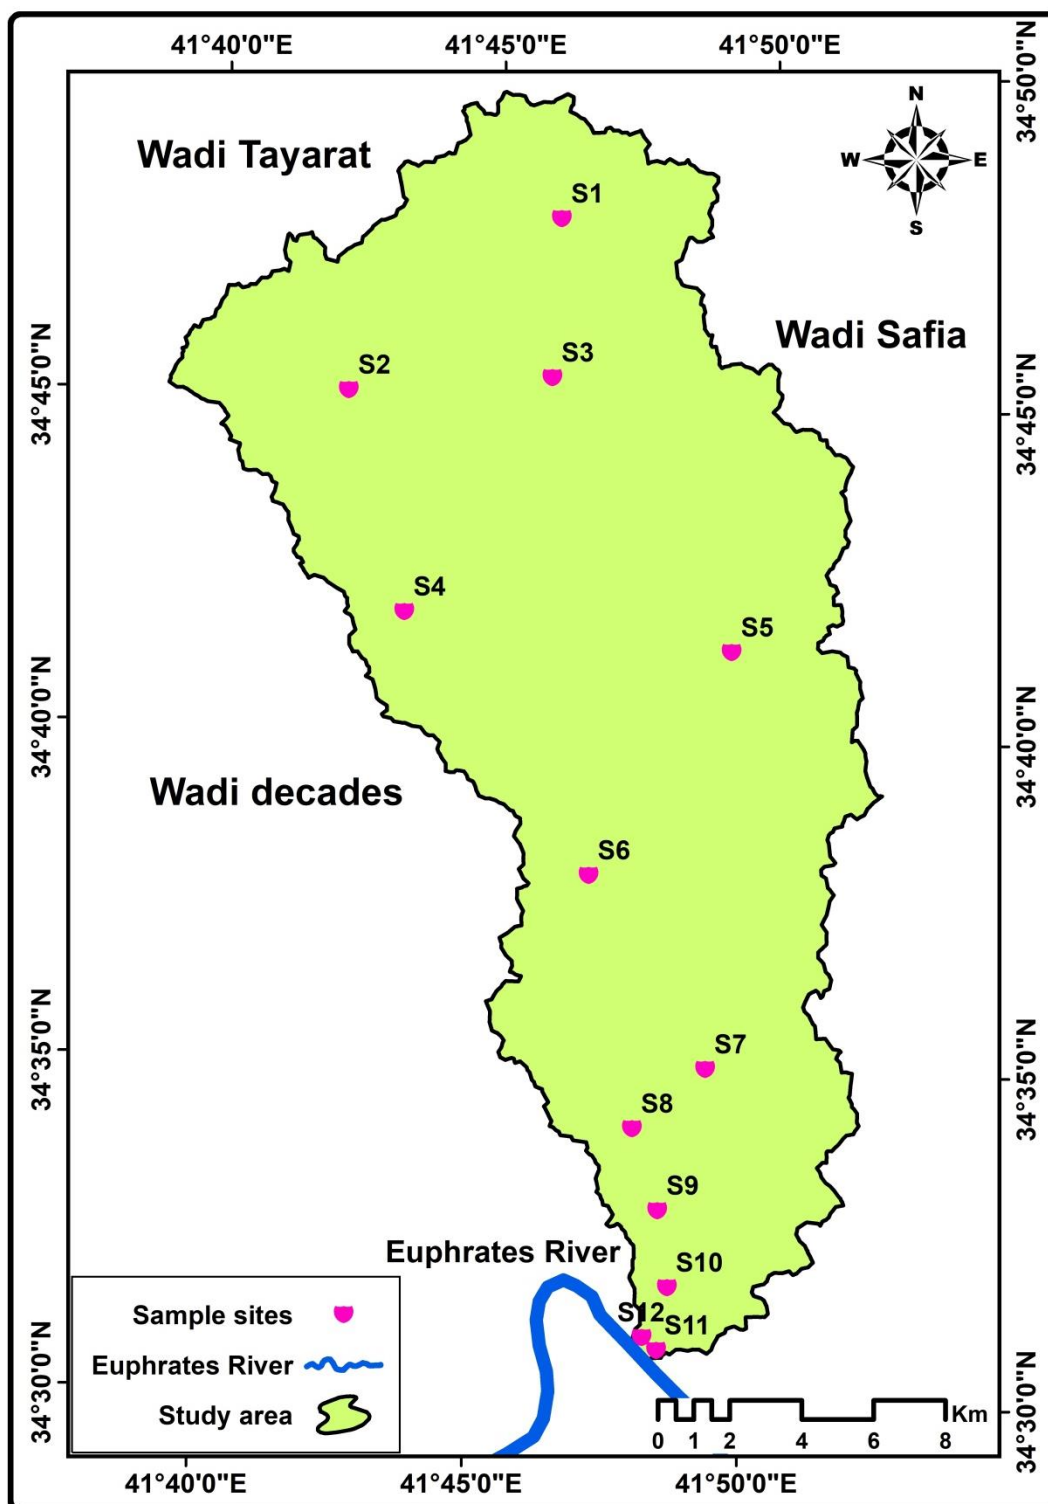 41°40'0"E
41°45'0"E
41°50'0"E
34°50'0"N
N
W
E
S
Wadi Tayarat
S1
Wadi Safia
S2
S3
34°45'0"N
34°45'0"N
S4
S5
34°40'0"N
34°40'0"N
Wadi decades
S6
34°35'0"N
34°35'0"N
S7
S8
S9
Euphrates River
S10
S12
S11
Sample sites
Euphrates River
Study area
34°30'0"N
34°30'0"N
Km
0 1 2 4 6 8
41°40'0"E
41°45'0"E
41°50'0"E